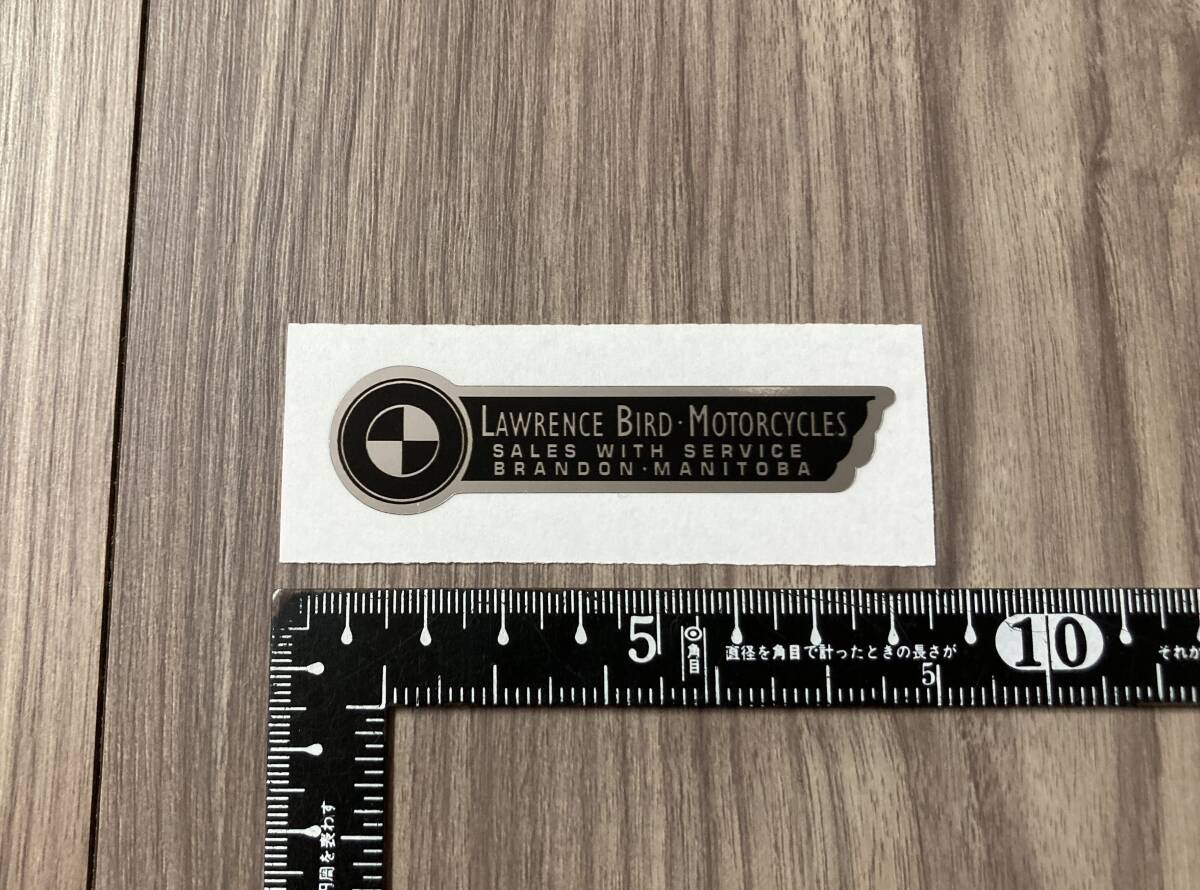 LAWRENCE BIRD·MOTORCYCLES
SALES WITH SERVICE
BRANDON·MANITOBA
5
角目
直径を角目で計ったときの長さが
10
それか
5
円周を表わす